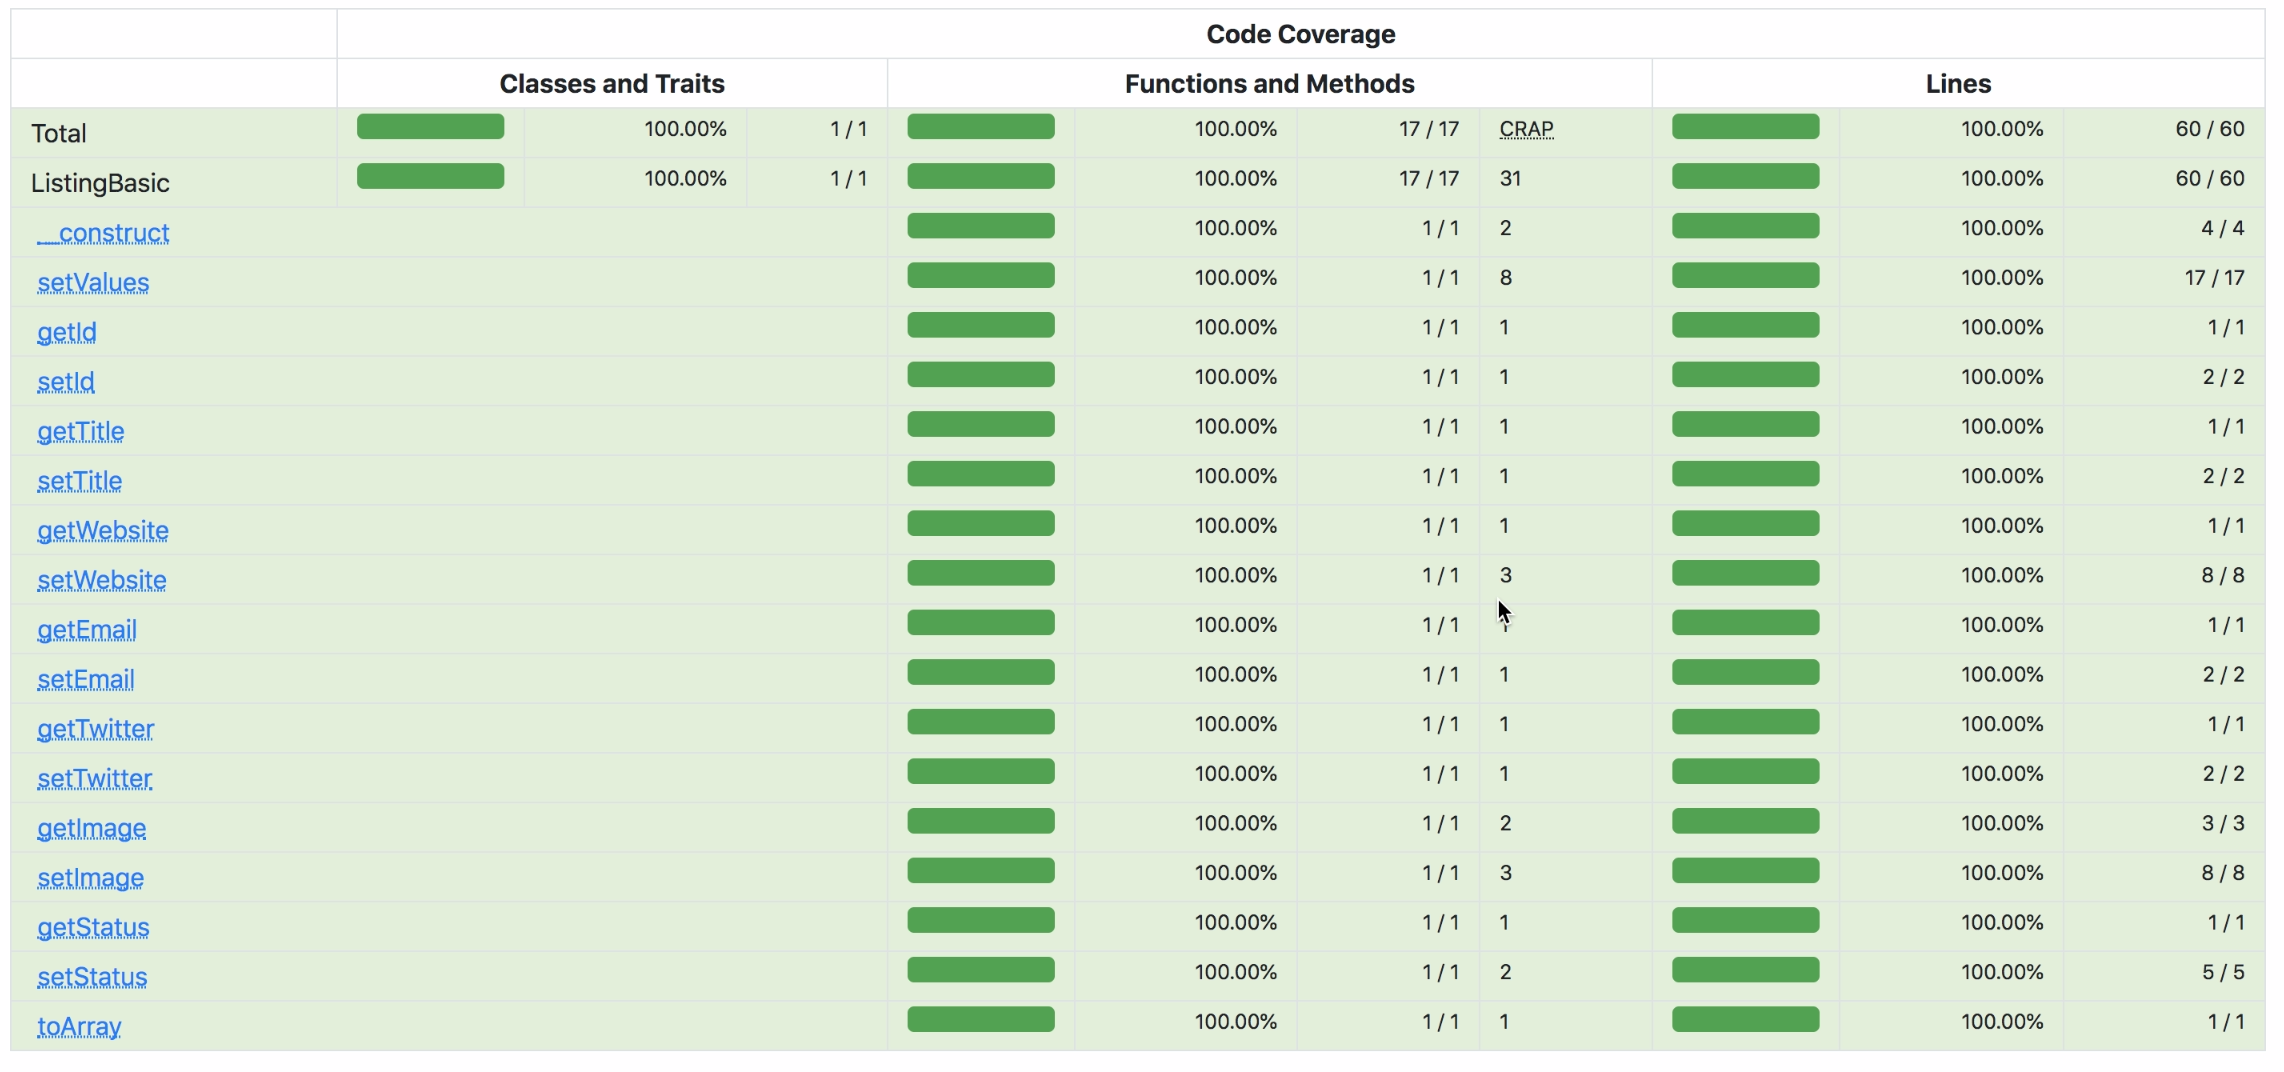 Code Coverage
Classes and Traits Functions and Methods Lines
Total 100.00% 1 / 1 100.00% 17 / 17 CRAP 100.00% 60 / 60
ListingBasic 100.00% 1 / 1 100.00% 17 / 17 31 100.00% 60 / 60
__construct 100.00% 1 / 1 2 100.00% 4 / 4
setValues 100.00% 1 / 1 8 100.00% 17 / 17
getId 100.00% 1 / 1 1 100.00% 1 / 1
setId 100.00% 1 / 1 1 100.00% 2 / 2
getTitle 100.00% 1 / 1 1 100.00% 1 / 1
setTitle 100.00% 1 / 1 1 100.00% 2 / 2
getWebsite 100.00% 1 / 1 1 100.00% 1 / 1
setWebsite 100.00% 1 / 1 3 100.00% 8 / 8
getEmail 100.00% 1 / 1 1 100.00% 1 / 1
setEmail 100.00% 1 / 1 1 100.00% 2 / 2
getTwitter 100.00% 1 / 1 1 100.00% 1 / 1
setTwitter 100.00% 1 / 1 1 100.00% 2 / 2
getImage 100.00% 1 / 1 2 100.00% 3 / 3
setImage 100.00% 1 / 1 3 100.00% 8 / 8
getStatus 100.00% 1 / 1 1 100.00% 1 / 1
setStatus 100.00% 1 / 1 2 100.00% 5 / 5
toArray 100.00% 1 / 1 1 100.00% 1 / 1